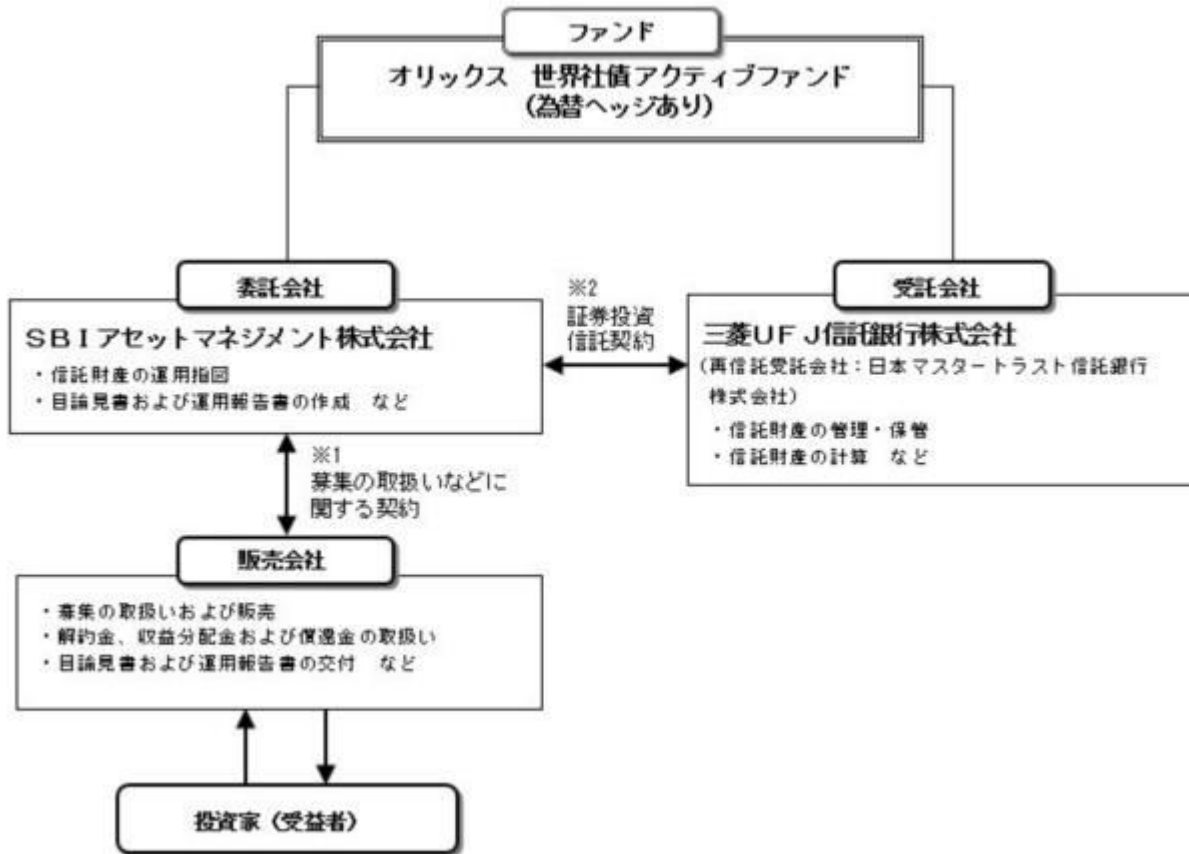 ファンド
オリックス　世界社債アクティブファンド
(為替ヘッジあり)
委託会社
ＳＢＩアセットマネジメント株式会社
・信託財産の運用指図
・目論見書および運用報告書の作成　など
※2
証券投資
信託契約
受託会社
三菱ＵＦＪ信託銀行株式会社
(再信託受託会社：日本マスタートラスト信託銀行
株式会社)
・信託財産の管理・保管
・信託財産の計算　など
※1
募集の取扱いなどに
関する契約
販売会社
・募集の取扱いおよび販売
・解約金、収益分配金および償還金の取扱い
・目論見書および運用報告書の交付　など
投資家（受益者）